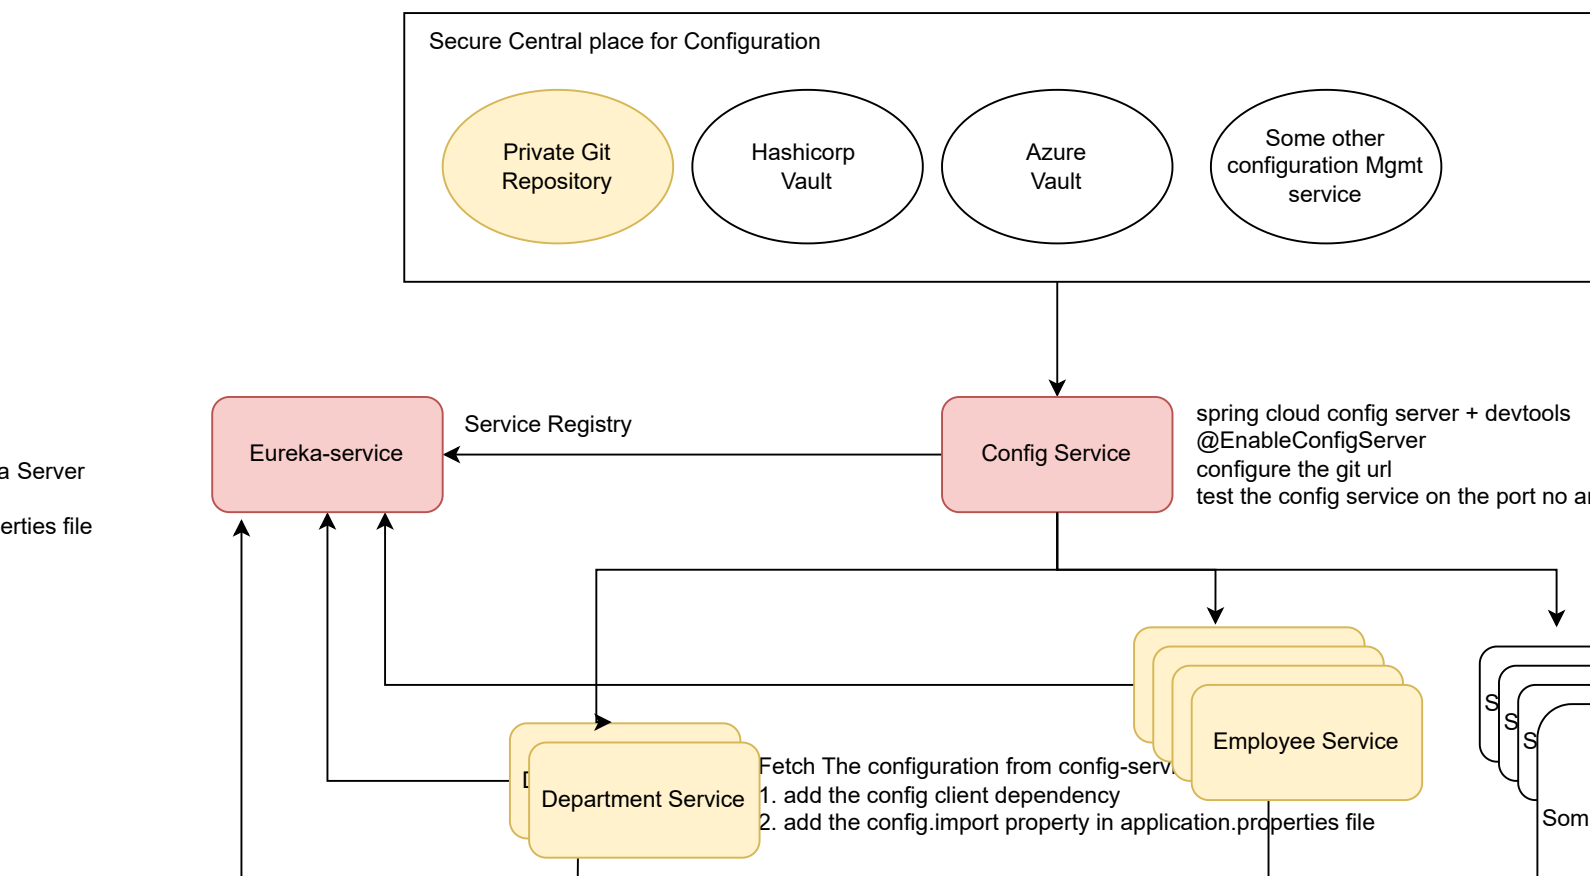 Secure Central place for Configuration
Private Git
Repository
Hashicorp
Vault
Azure
Vault
Some other
configuration Mgmt
service
Eureka-service
Service Registry
Config Service
spring cloud config server + devtools
@EnableConfigServer
configure the git url
test the config service on the port no
a Server
erties file
Employee Service
Department Service
Fetch The configuration from
1. add the config client dependency
2. add the config.import property in application.properties file
S
S
S
Som